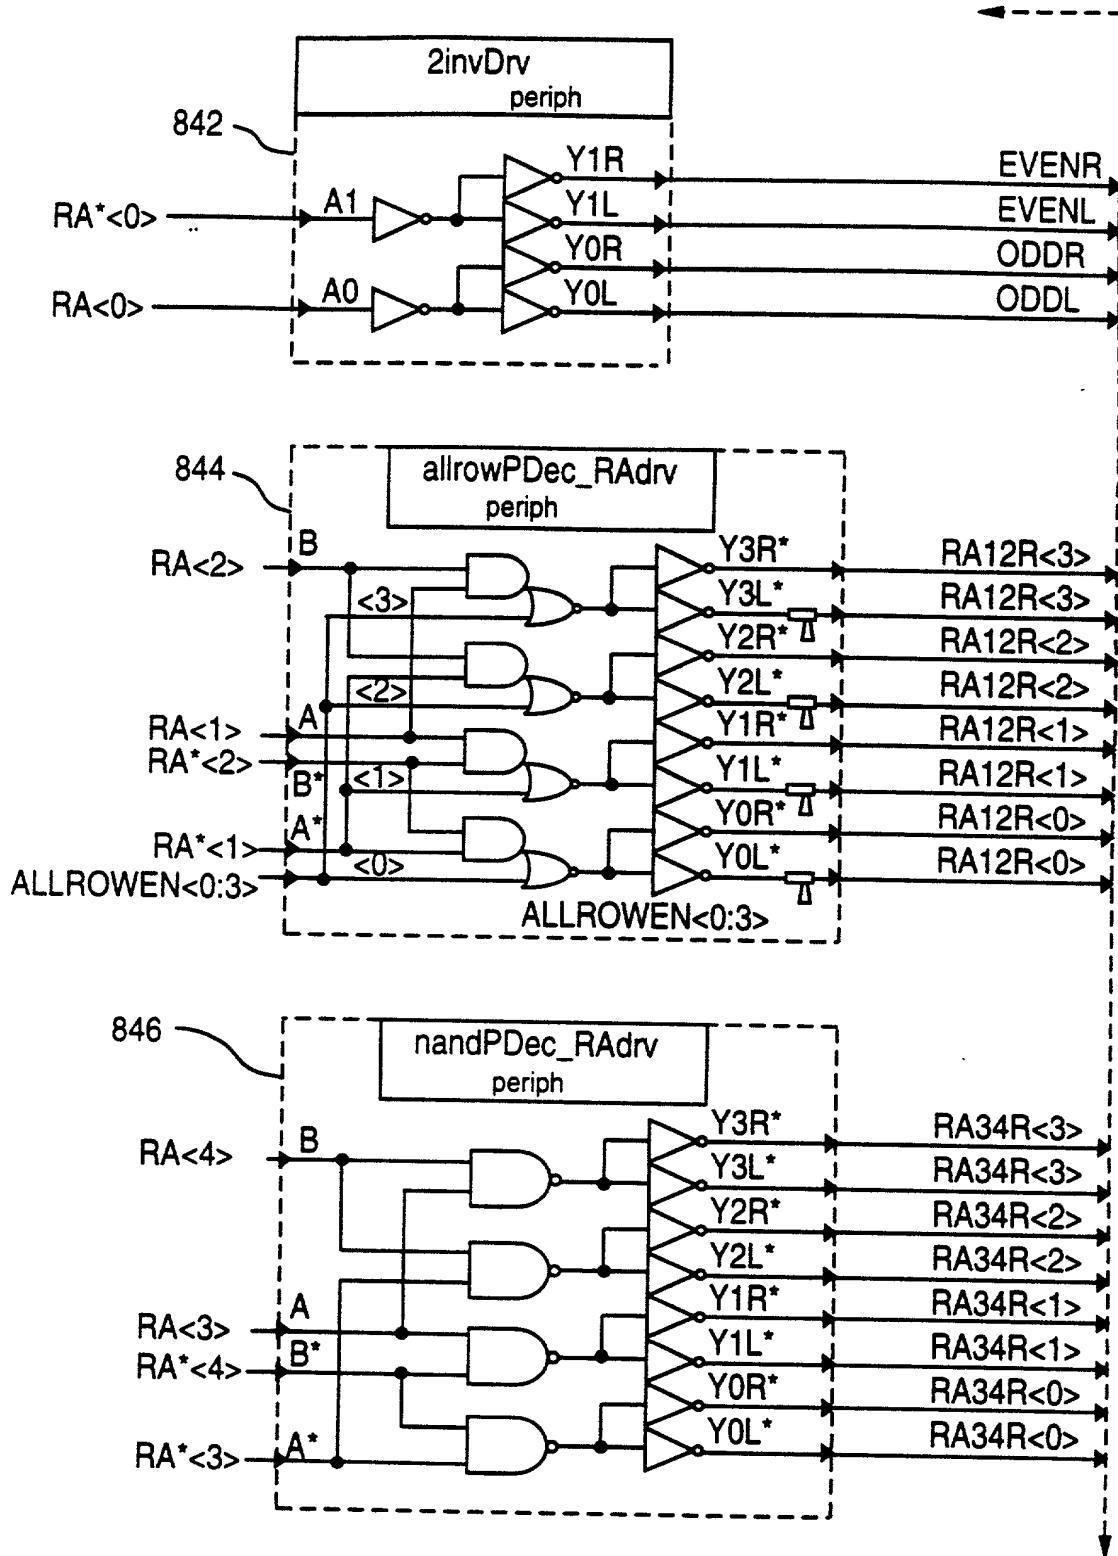 2invDrv
periph
842
Y1R
EVENR
RA*<0>
A1
Y1L
EVENL
Y0R
ODDR
RA<0>
A0
Y0L
ODDL
844
allrowPDec_RAdrv
periph
RA<2>
B
Y3R*
RA12R<3>
<3>
Y3L*
RA12R<3>
Y2R*
RA12R<2>
<2>
Y2L*
RA12R<2>
RA<1>
A
Y1R*
RA12R<1>
RA*<2>
B*
<1>
Y1L*
RA12R<1>
Y0R*
RA12R<0>
RA*<1>
A*
<0>
Y0L*
RA12R<0>
ALLROWEN<0:3>
ALLROWEN<0:3>
846
nandPDec_RAdrv
periph
RA<4>
B
Y3R*
RA34R<3>
Y3L*
RA34R<3>
Y2R*
RA34R<2>
Y2L*
RA34R<2>
RA<3>
A
Y1R*
RA34R<1>
RA*<4>
B*
Y1L*
RA34R<1>
Y0R*
RA34R<0>
RA*<3>
A*
Y0L*
RA34R<0>